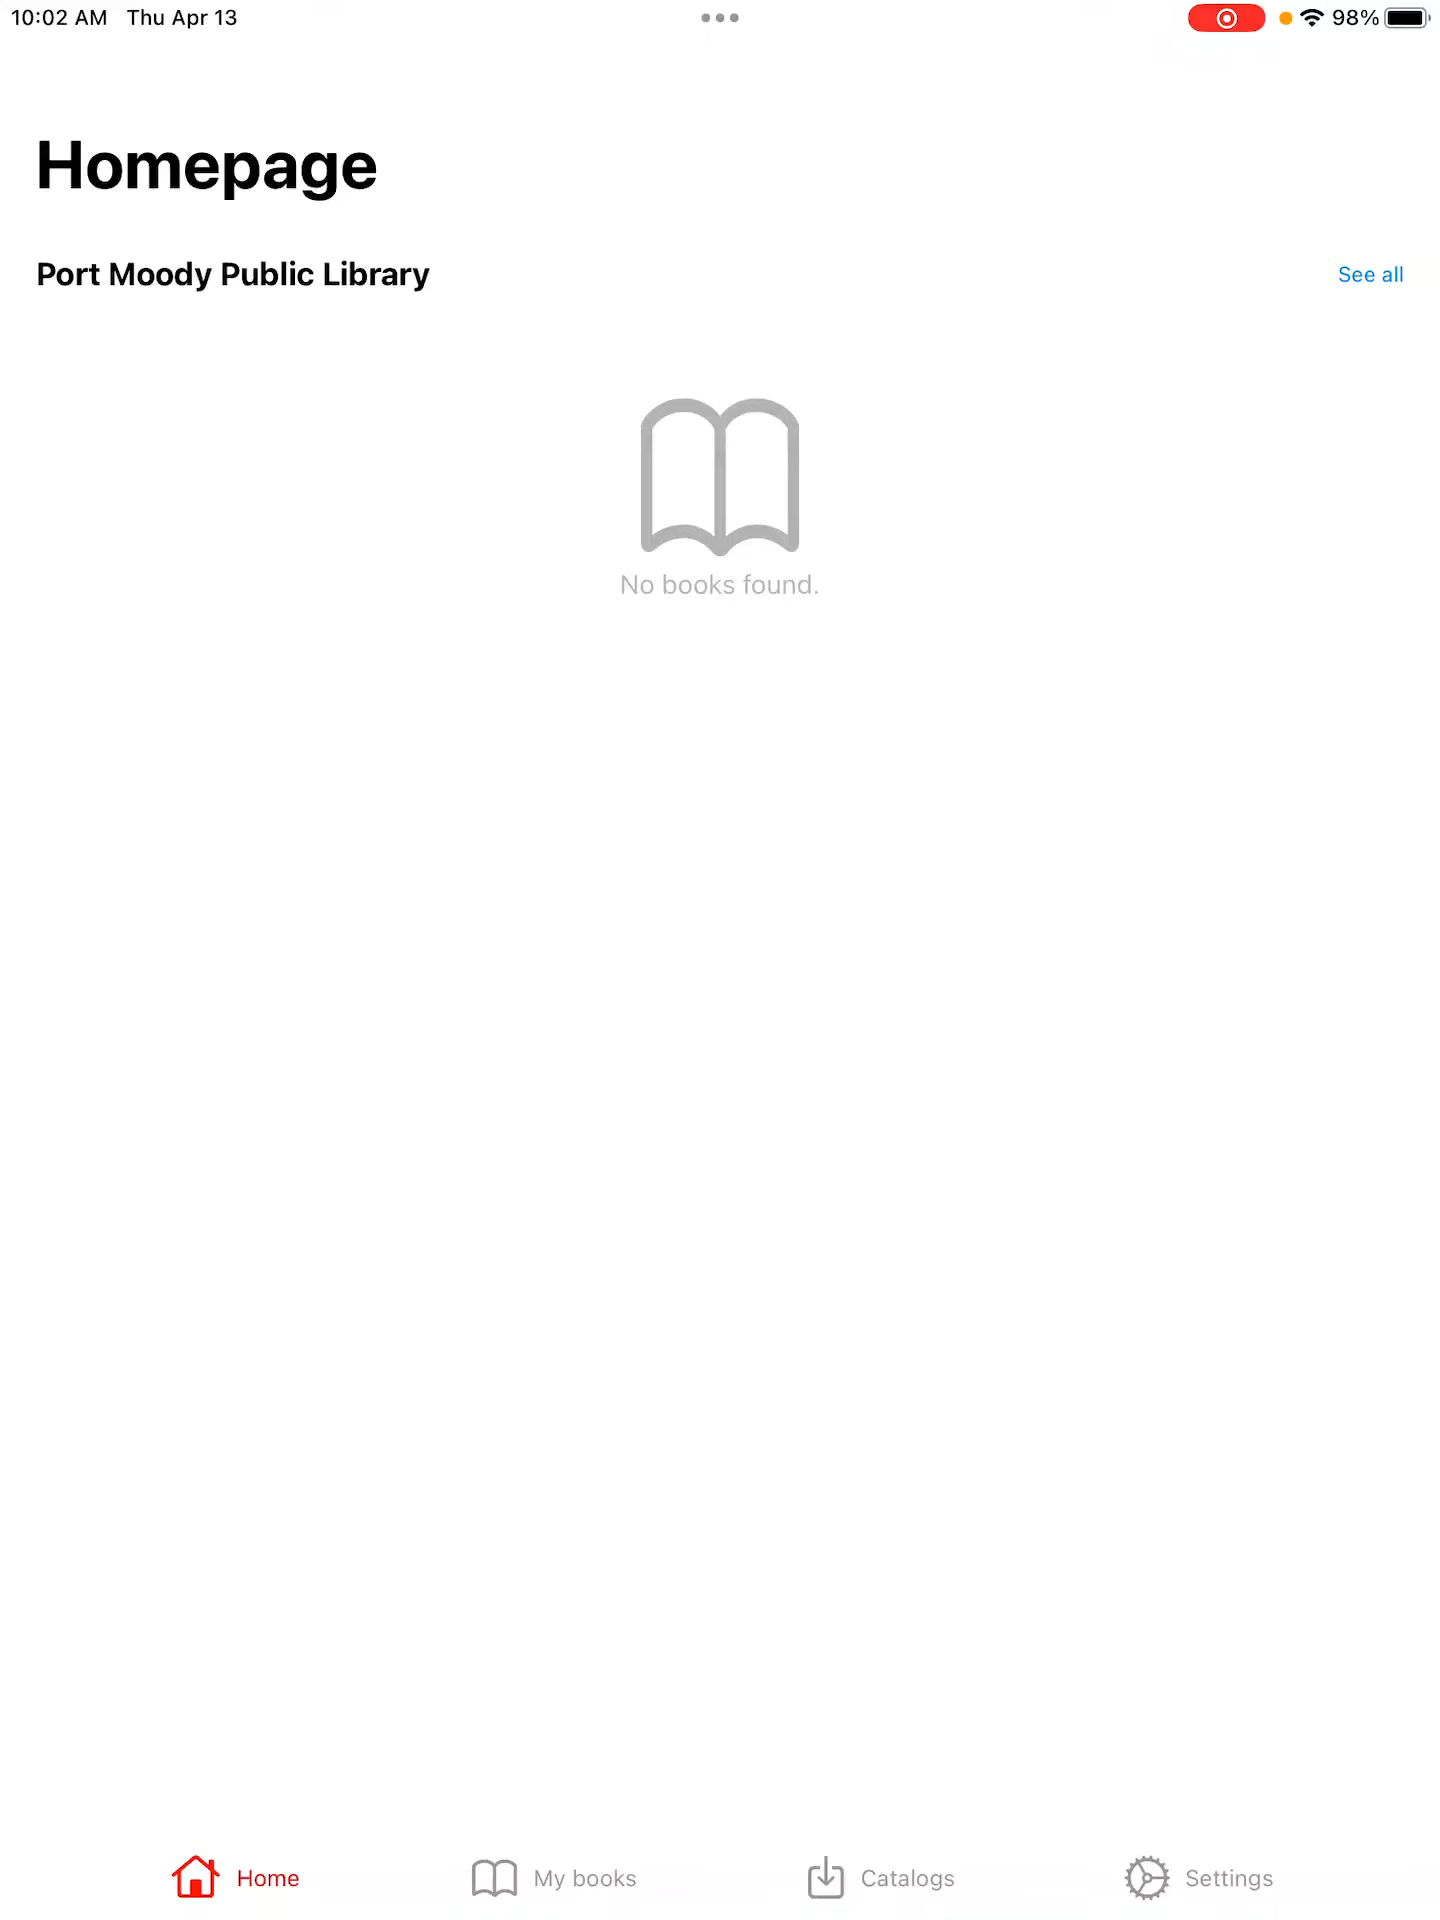 10:02 AM Thu Apr 13
98%
Homepage
Port Moody Public Library
See all
No books found.
Home
My books
Catalogs
Settings